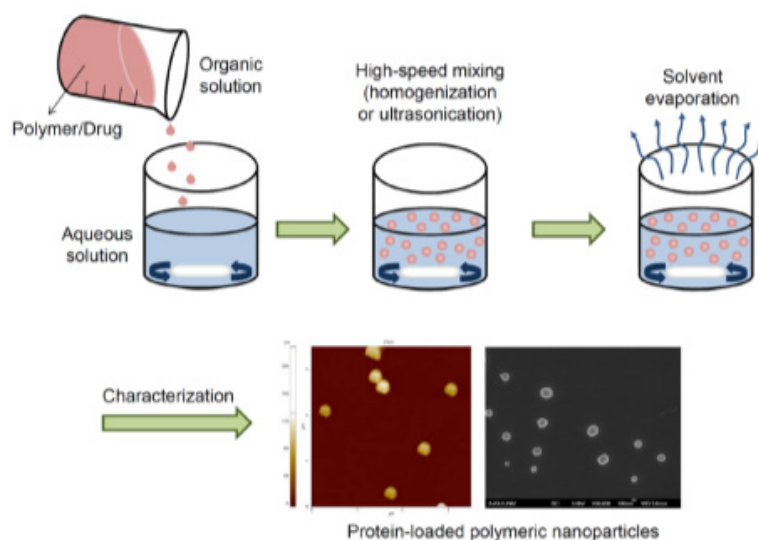 Organic
solution
Polymer/Drug
Aqueous
solution
High-speed mixing
(homogenization
or ultrasonication)
Solvent
evaporation
Characterization
Protein-loaded polymeric nanoparticles